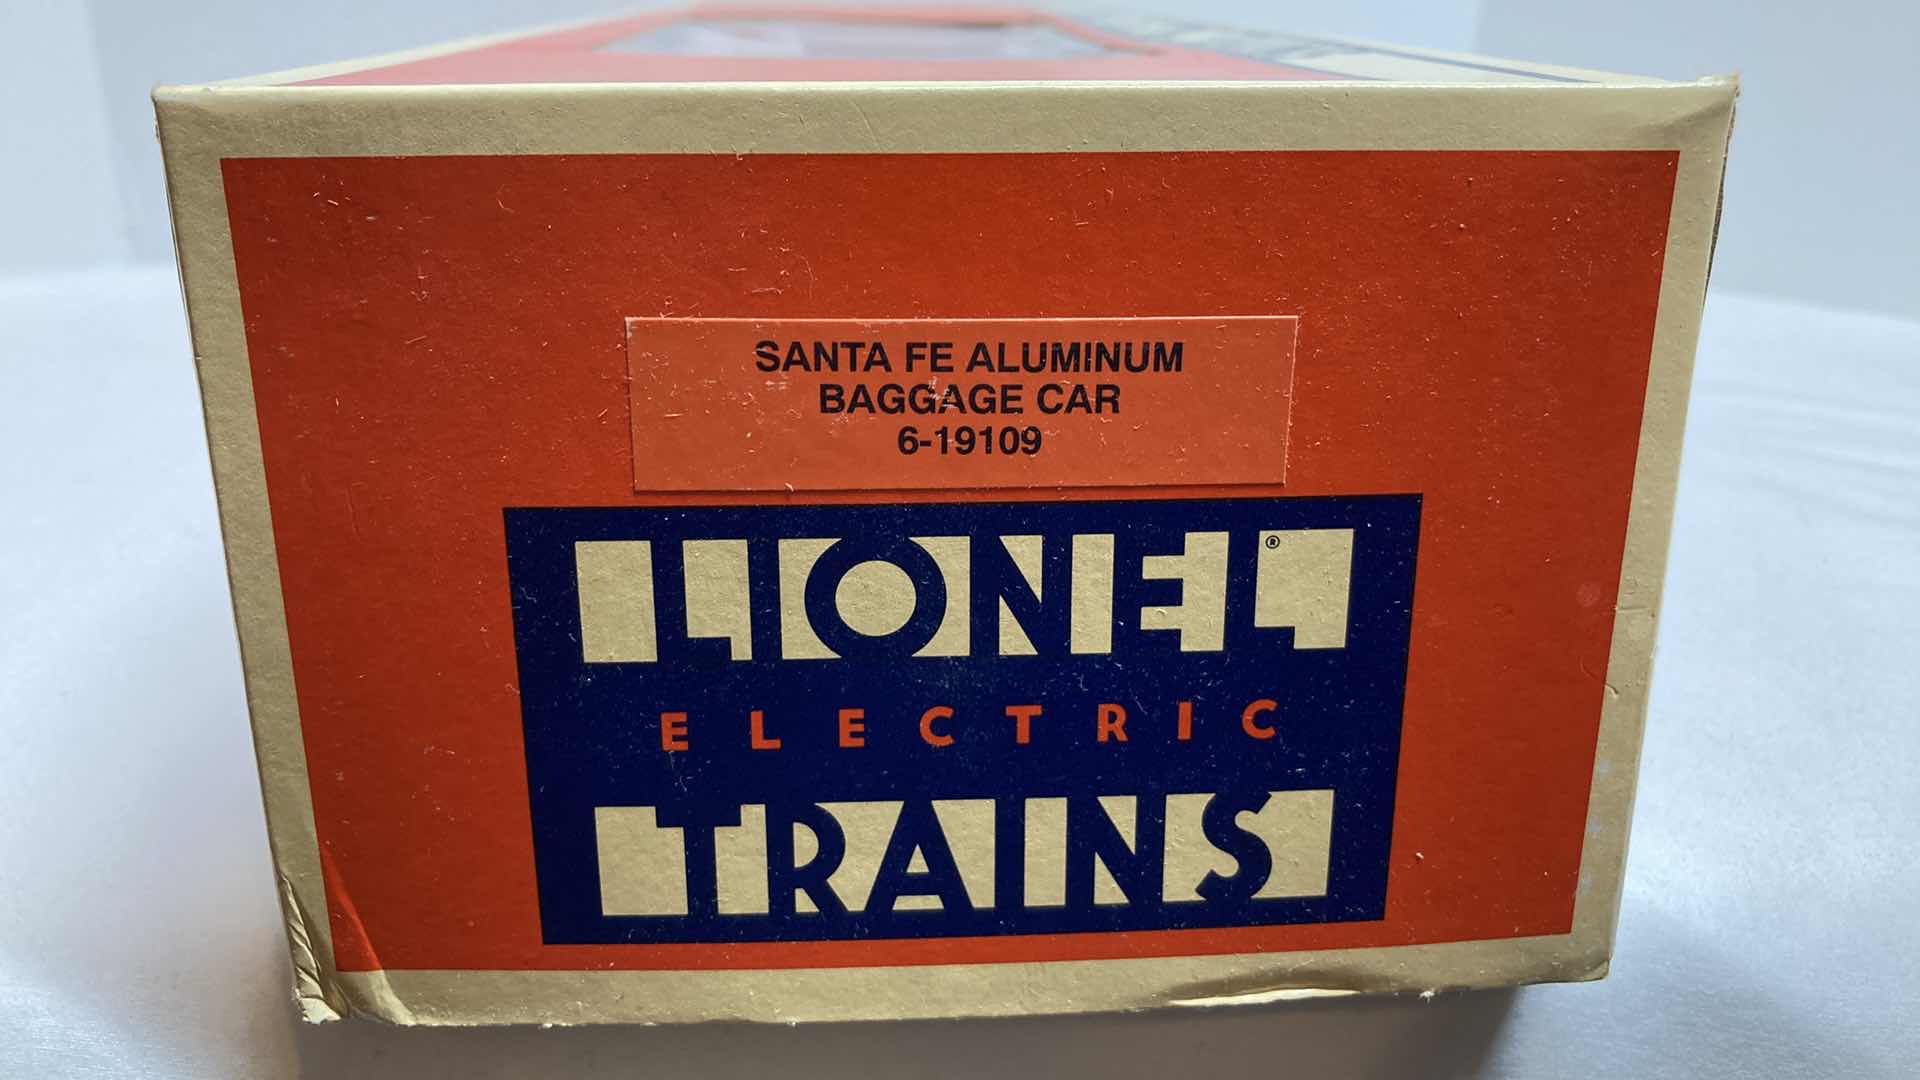 SANTA FE ALUMINUM
BAGGAGE CAR
6-19109
LIONEL®
ELECTRIC
TRAINS